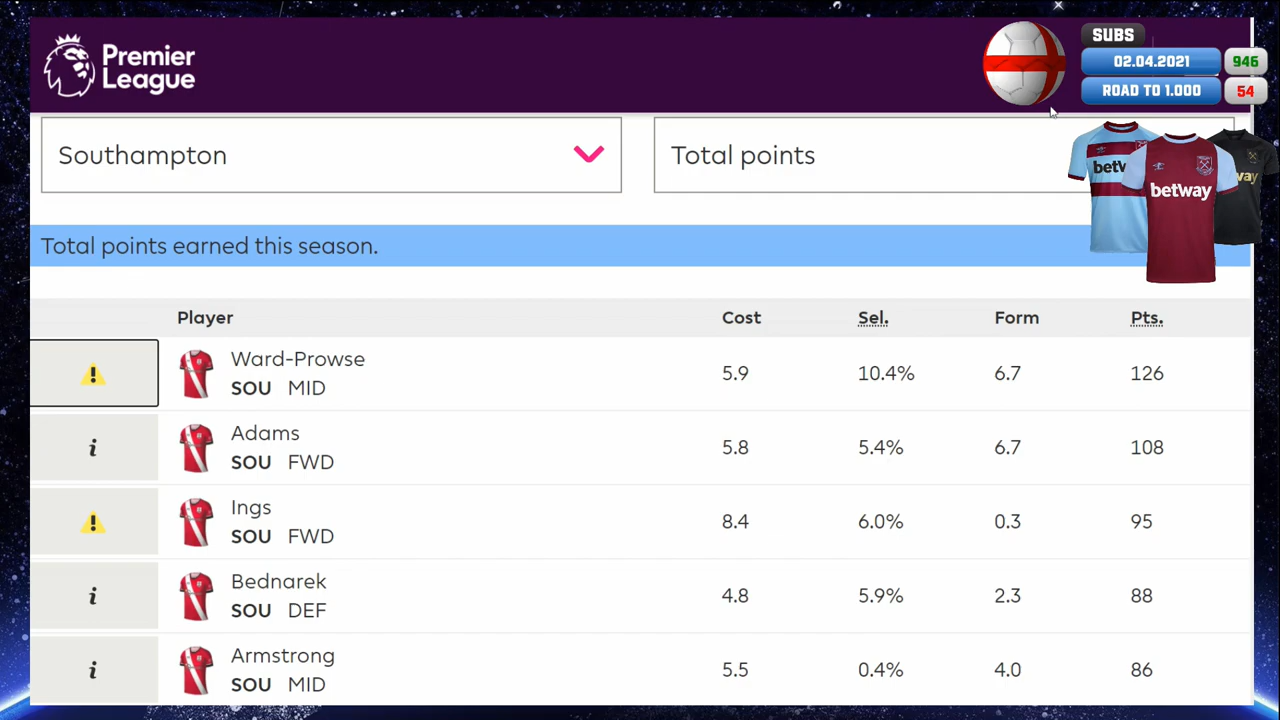 Premier
League
SUBS
02.04.2021 946
ROAD TO 1.000 54
Southampton
Total points
betw
betway
way
Total points earned this season.
Player Cost Sel. Form Pts.
Ward-Prowse
SOU MID 5.9 10.4% 6.7 126
Adams
SOU FWD 5.8 5.4% 6.7 108
Ings
SOU FWD 8.4 6.0% 0.3 95
Bednarek
SOU DEF 4.8 5.9% 2.3 88
Armstrong
SOU MID 5.5 0.4% 4.0 86